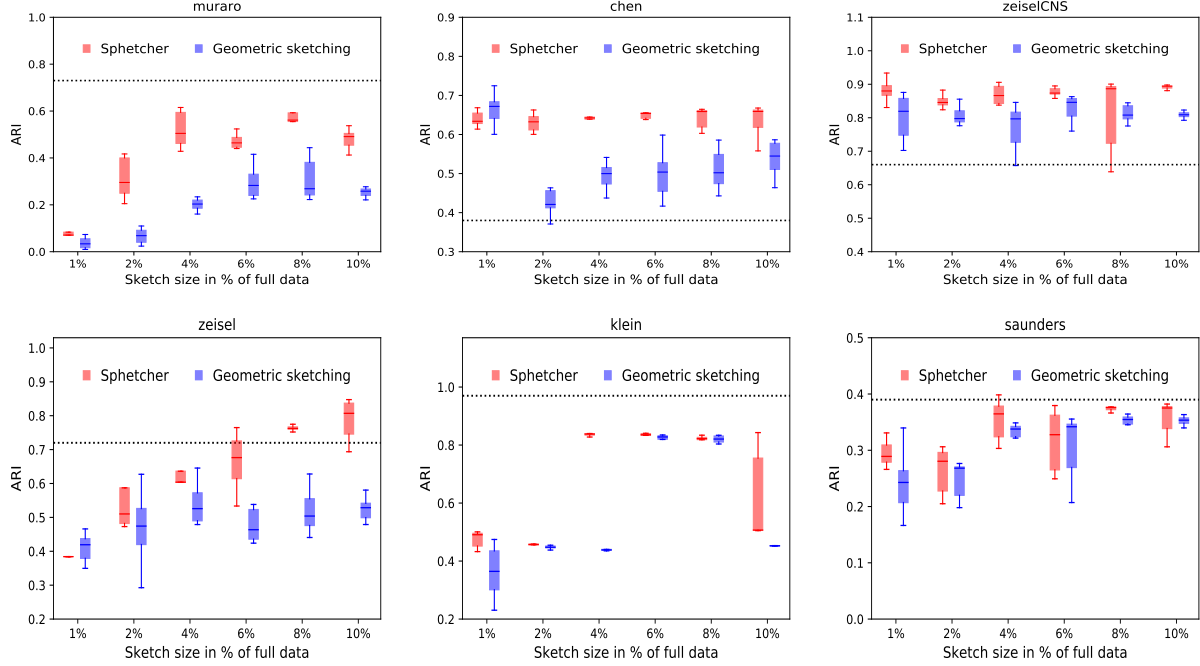 muraro
Sphetcher Geometric sketching
ARI
1.0
0.8
0.6
0.4
0.2
0.0
1% 2% 4% 6% 8% 10%
Sketch size in % of full data
chen
Sphetcher Geometric sketching
ARI
0.9
0.8
0.7
0.6
0.5
0.4
0.3
1% 2% 4% 6% 8% 10%
Sketch size in % of full data
zeiselCNS
Sphetcher Geometric sketching
ARI
1.1
1.0
0.9
0.8
0.7
0.6
0.5
0.4
1% 2% 4% 6% 8% 10%
Sketch size in % of full data
zeisel
Sphetcher Geometric sketching
ARI
1.0
0.9
0.8
0.7
0.6
0.5
0.4
0.3
0.2
1% 2% 4% 6% 8% 10%
Sketch size in % of full data
klein
Sphetcher Geometric sketching
ARI
1.0
0.8
0.6
0.4
0.2
1% 2% 4% 6% 8% 10%
Sketch size in % of full data
saunders
Sphetcher Geometric sketching
ARI
0.5
0.4
0.3
0.2
0.1
0.0
1% 2% 4% 6% 8% 10%
Sketch size in % of full data